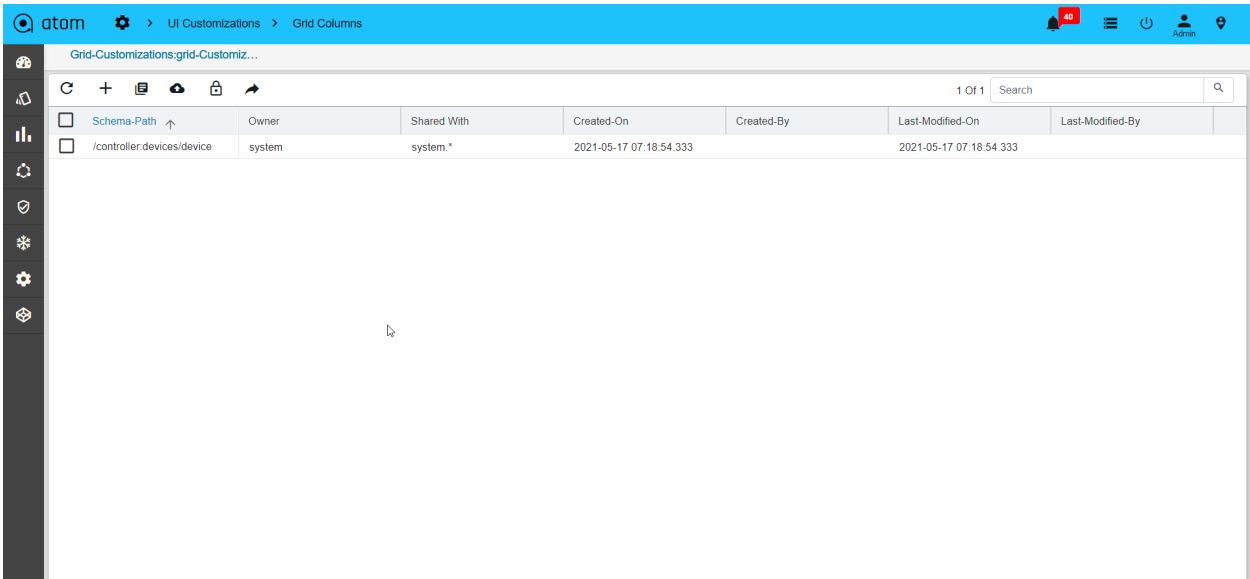 atom > UI Customizations > Grid Columns 40 Admin
Grid-Customizations:grid-Customiz...
1 Of 1 Search
Schema-Path Owner Shared With Created-On Created-By Last-Modified-On Last-Modified-By
/controller:devices/device system system.* 2021-05-17 07:18:54.333 2021-05-17 07:18:54.333